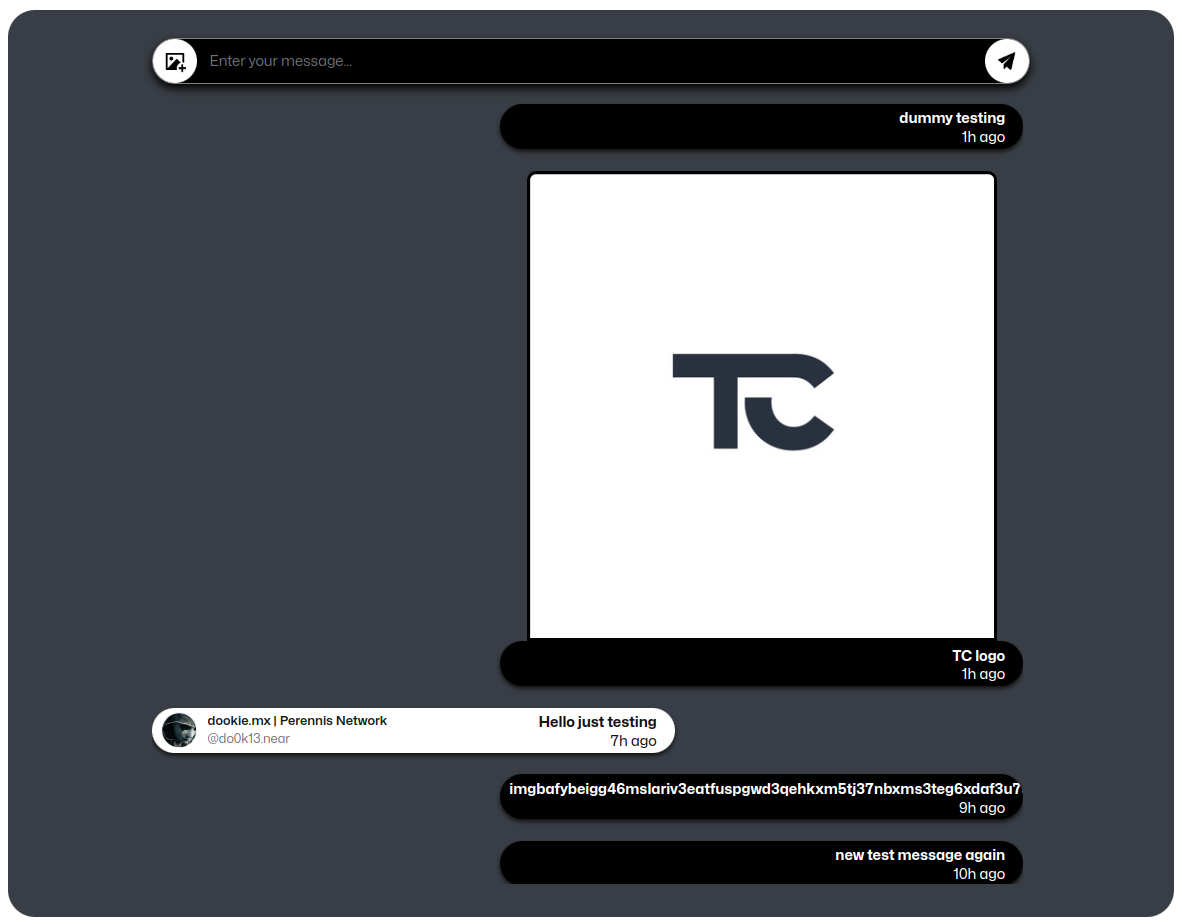 Enter your message...
dummy testing
1h ago
TC
TC logo
1h ago
dookie.mx | Perennis Network
@do0k13.near
Hello just testing
7h ago
imgbafybeigg46mslariv3eatfuspgwd3qehkxm5tj37nbxms3teg6xdaf3u7
9h ago
new test message again
10h ago